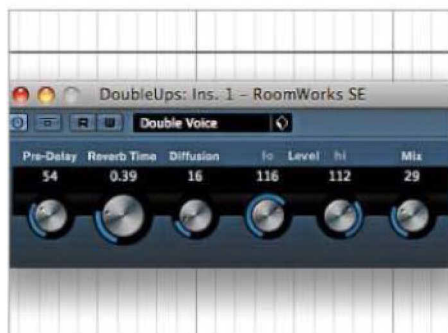 DoubleUps: Ins. 1 – RoomWorks SE
R W Double Voice
Pre-Delay Reverb Time Diffusion lo Level hi Mix
54 0.39 16 116 112 29